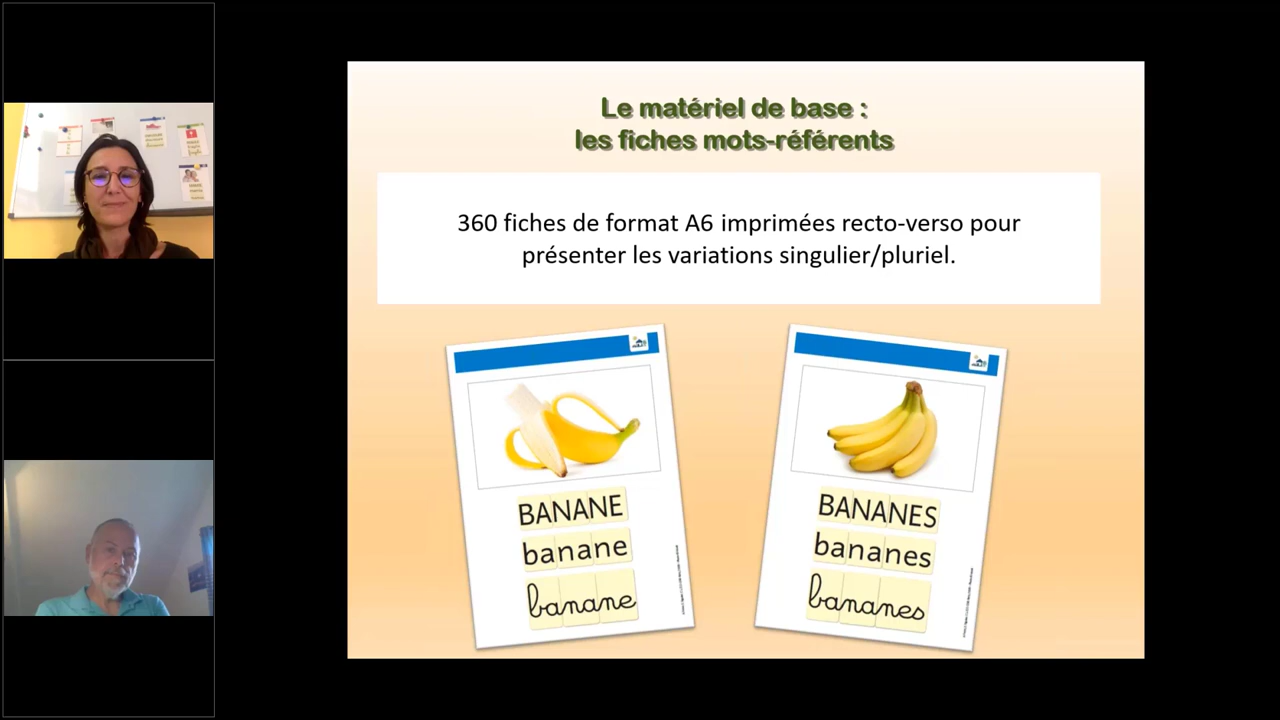 Le matériel de base :
les fiches mots-référents
360 fiches de format A6 imprimées recto-verso pour
présenter les variations singulier/pluriel.
BANANE
banane
banane
BANANES
bananes
bananes